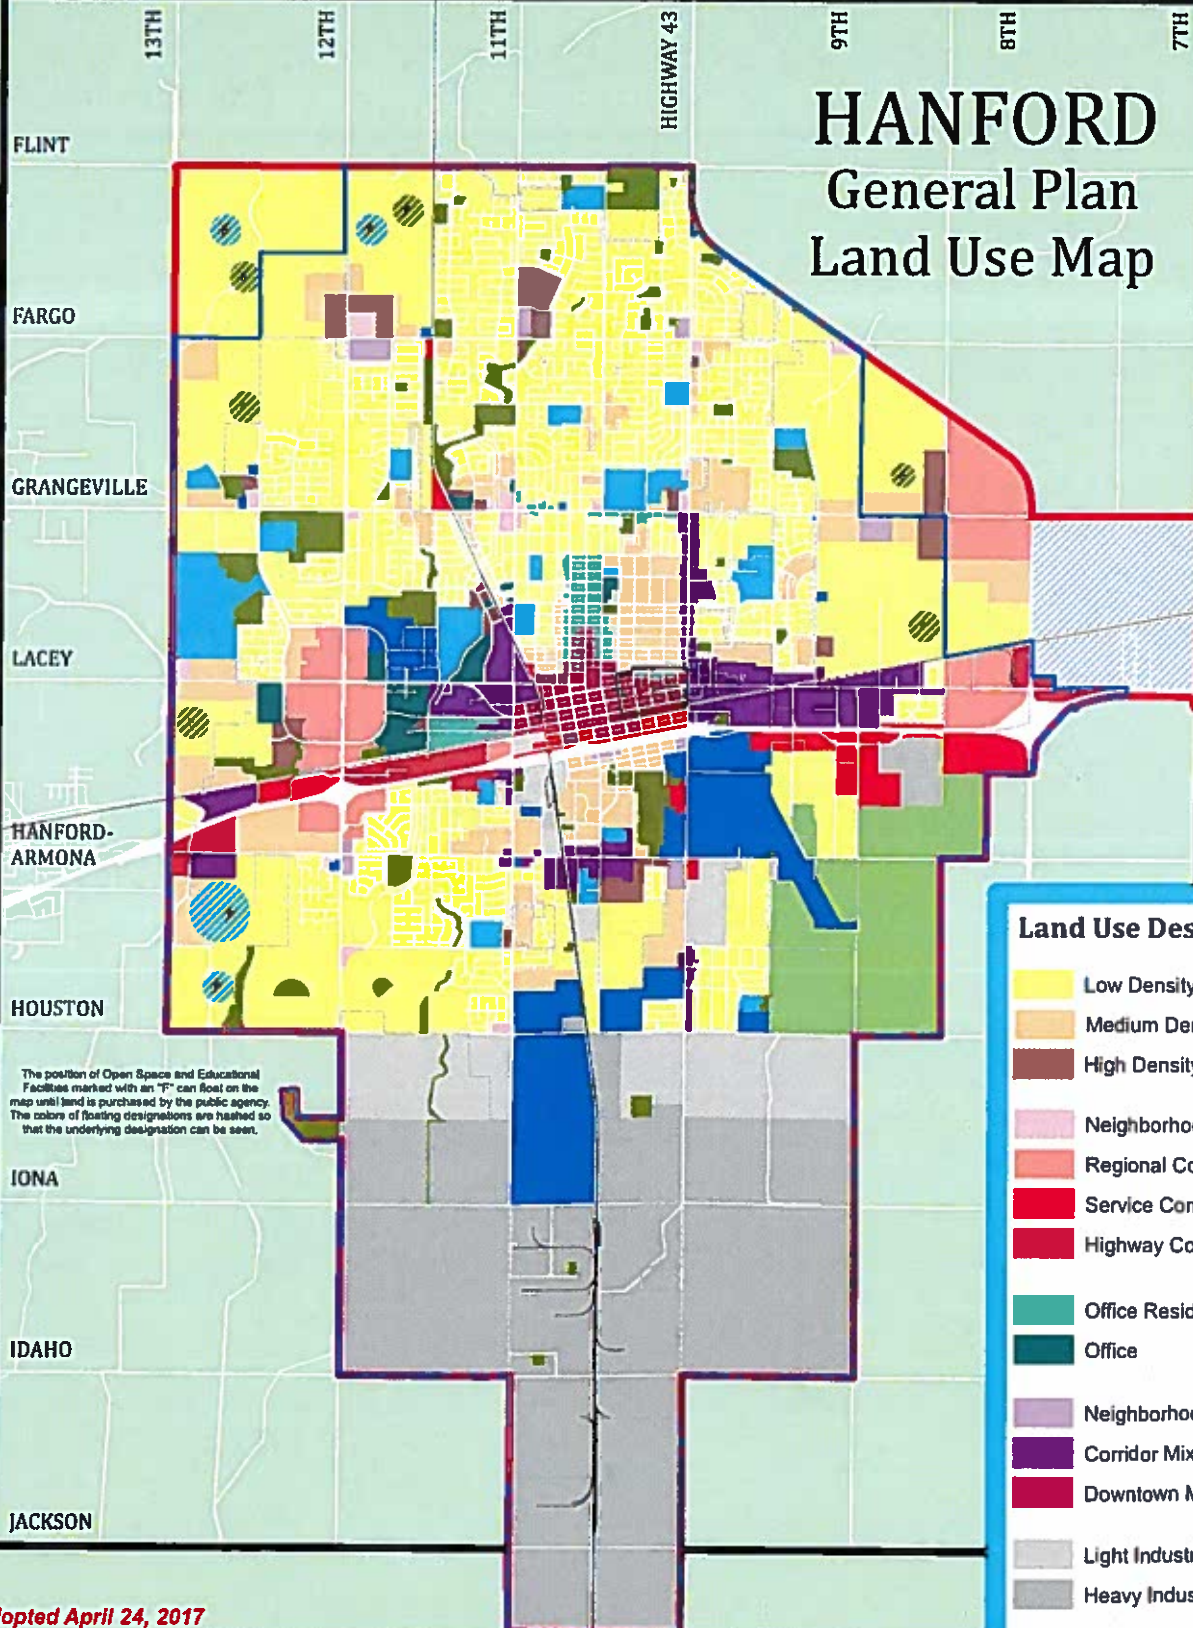 13TH
12TH
11TH
HIGHWAY 43
9TH
8TH
7TH
HANFORD
General Plan
Land Use Map
FLINT
FARGO
GRANGEVILLE
LACEY
HANFORD-
ARMONA
HOUSTON
The position of Open Space and Educational
Facilities marked with an "F" can float on the
map until land is purchased by the public agency.
The colors of floating designations are hashed so
that the underlying designation can be seen.
IONA
IDAHO
JACKSON
opted April 24, 2017
Land Use Des
Low Density
Medium De
High Density
Neighborho
Regional Co
Service Co
Highway Co
Office Resid
Office
Neighborho
Corridor Mix
Downtown M
Light Indust
Heavy Indus